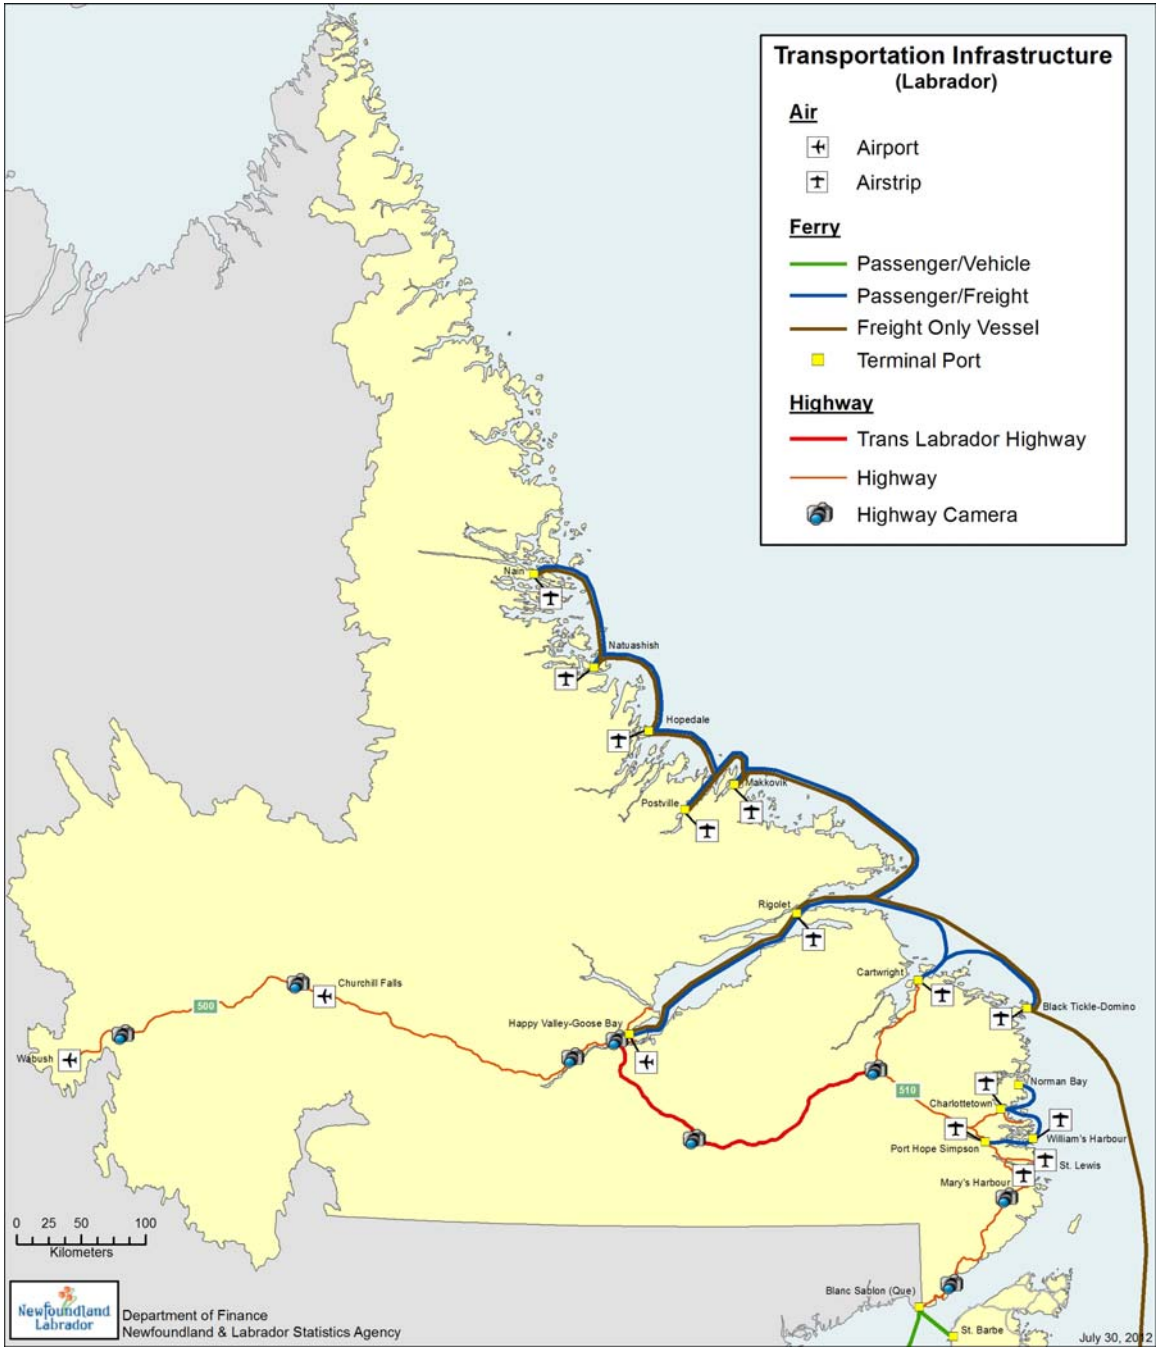 Transportation Infrastructure
(Labrador)
Air
Airport
Airstrip
Ferry
Passenger/Vehicle
Passenger/Freight
Freight Only Vessel
Terminal Port
Highway
Trans Labrador Highway
Highway
Highway Camera
Nain
Natuashish
Hopedale
Makkovik
Postville
Rigolet
Cartwright
Churchill Falls
500
Black Tickle-Domino
Happy Valley-Goose Bay
Wabush
Norman Bay
510
Charlottetown
William's Harbour
Port Hope Simpson
St. Lewis
Mary's Harbour
0 25 50 100
Kilometers
Blanc Sablon (Que)
Newfoundland
Labrador
Department of Finance
Newfoundland & Labrador Statistics Agency
St. Barbe
July 30, 2012